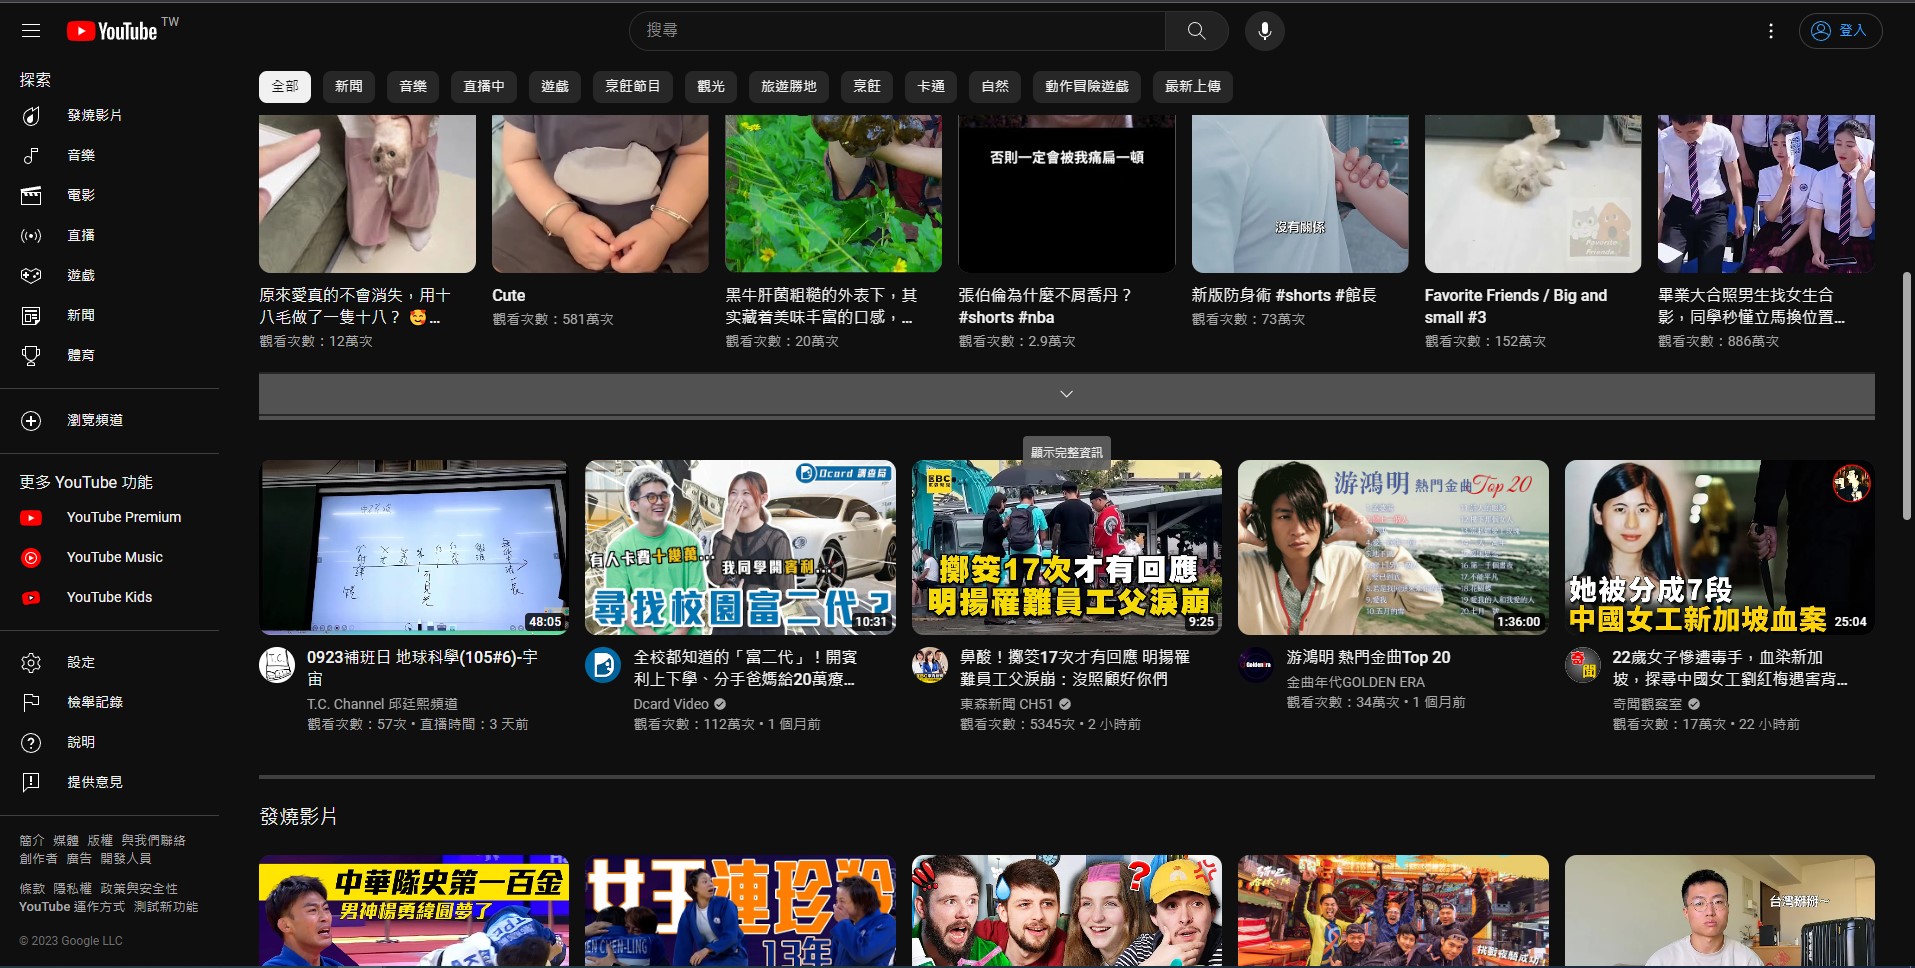 YouTube TW
搜尋
登入
探索
發燒影片
音樂
電影
直播
遊戲
新聞
體育
瀏覽頻道
更多 YouTube 功能
YouTube Premium
YouTube Music
YouTube Kids
設定
檢舉記錄
說明
提供意見
簡介 媒體 版權 與我們聯絡
創作者 廣告 開發人員
條款 隱私權 政策與安全性
YouTube 運作方式 測試新功能
© 2023 Google LLC
全部 新聞 音樂 直播中 遊戲 烹飪節目 觀光 旅遊勝地 烹飪 卡通 自然 動作冒險遊戲 最新上傳
否則一定會被我痛扁一頓
沒有關係
Favorite
Friends
原來愛真的不會消失，用十
八毛做了一隻十八？ 🥰 ...
觀看次數：12萬次
Cute
觀看次數：581萬次
黑牛肝菌粗糙的外表下，其
实藏着美味丰富的口感，...
觀看次數：20萬次
張伯倫為什麼不屑喬丹？
#shorts #nba
觀看次數：2.9萬次
新版防身術 #shorts #館長
觀看次數：73萬次
Favorite Friends / Big and
small #3
觀看次數：152萬次
畢業大合照男生找女生合
影，同學秒懂立馬換位置...
觀看次數：886萬次
顯示完整資訊
48:05
0923補班日 地球科學(105#6)-宇
宙
T.C. Channel 邱廷熙頻道
觀看次數：57次 • 直播時間：3 天前
Dcard 調查局
有人卡費十幾萬...
我同學開賓利...
尋找校園富二代？
10:31
全校都知道的「富二代」！開賓
利上下學、分手爸媽給20萬療...
Dcard Video
觀看次數：112萬次 • 1 個月前
EBC
擲筊17次才有回應
明揚罹難員工父淚崩
9:25
鼻酸！擲筊17次才有回應 明揚罹
難員工父淚崩：沒照顧好你們
東森新聞 CH51
觀看次數：5345次 • 2 小時前
游鴻明 熱門金曲Top 20
1:36:00
游鴻明 熱門金曲Top 20
金曲年代GOLDEN ERA
觀看次數：34萬次 • 1 個月前
她被分成7段
中國女工新加坡血案
25:04
奇聞
22歲女子慘遭毒手，血染新加
坡，探尋中國女工劉紅梅遇害背...
奇聞觀察室
觀看次數：17萬次 • 22 小時前
發燒影片
中華隊史第一百金
男神楊勇緯圓夢了
女王連珍羚
13年
EN CHEN-LING
挑戰夜騎成功
台灣掰掰~